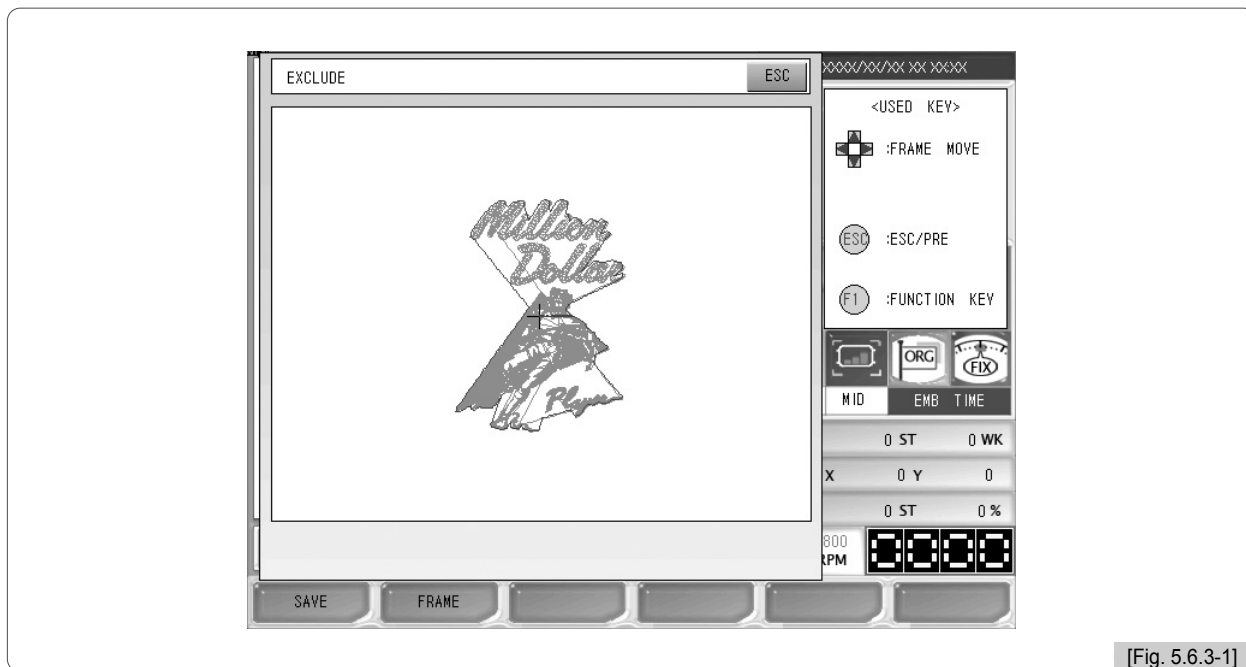 EXCLUDE
ESC
XXXX/XX/XX XX XX:XX
<USED KEY>
:FRAME MOVE
ESC :ESC/PRE
F1 :FUNCTION KEY
Million
Dollar
Player
ORG
FIX
MID EMB TIME
0 ST 0 WK
X 0 Y 0
0 ST 0 %
800
RPM
0000
SAVE FRAME
[Fig. 5.6.3-1]